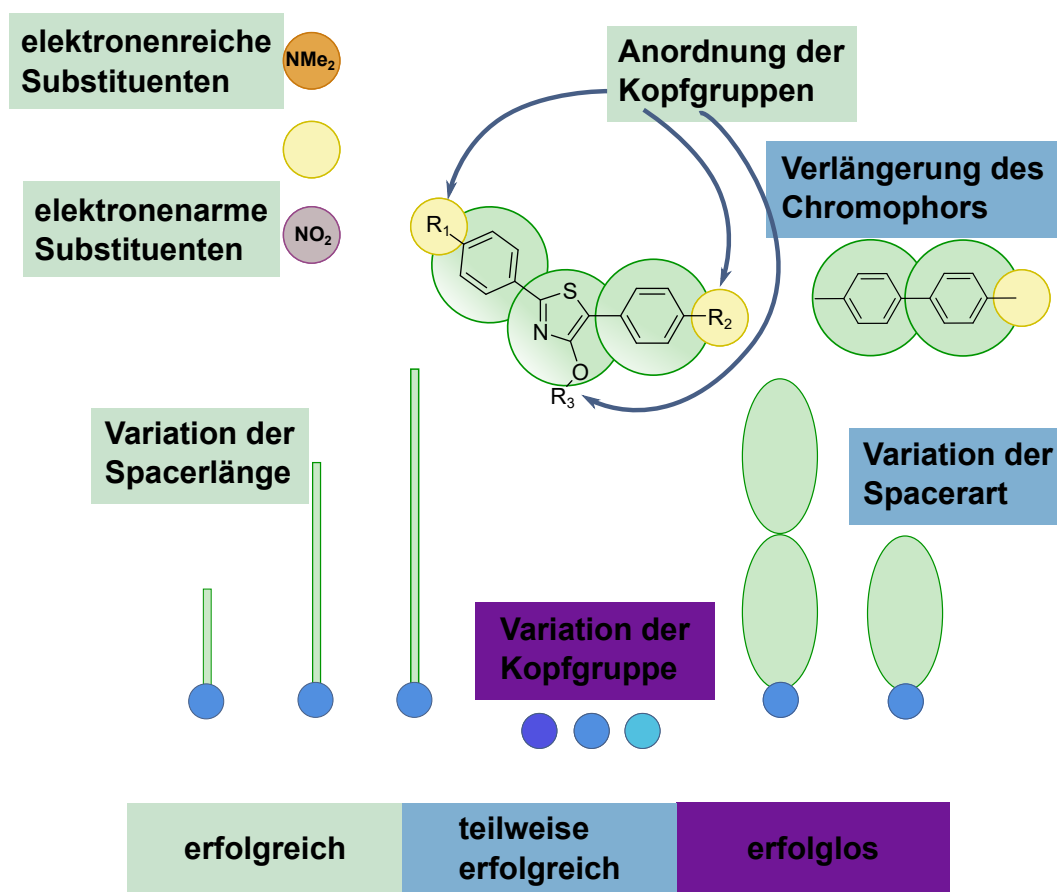 elektronenreiche
Substituenten
NMe₂
Anordnung der
Kopfgruppen
Verlängerung des
Chromophors
elektronenarme
Substituenten
NO₂
R₁
S
N
O
R₂
R₃
Variation der
Spacerlänge
Variation der
Spacerart
Variation der
Kopfgruppe
erfolgreich
teilweise
erfolgreich
erfolglos